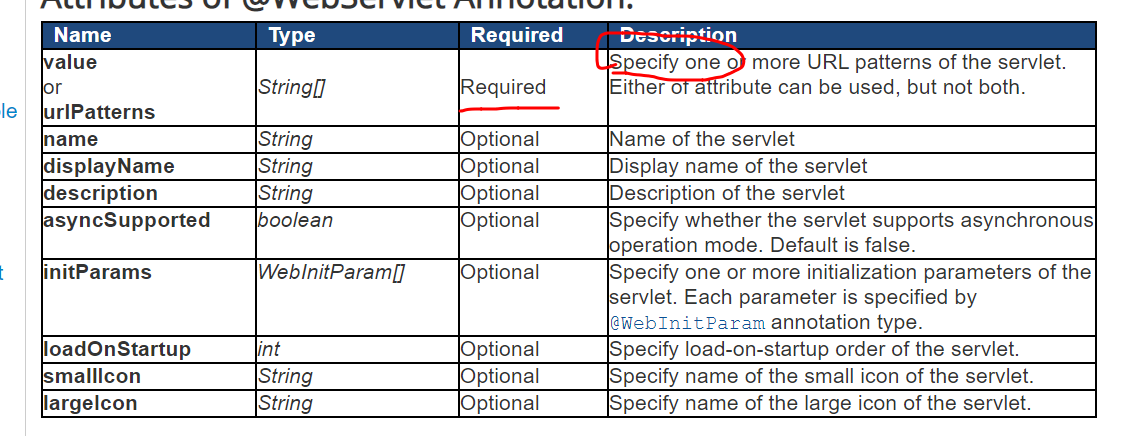 Attributes of @WebServlet Annotation:
Name Type Required Description
value
or
urlPatterns
String[]
Required
Specify one or more URL patterns of the servlet.
Either of attribute can be used, but not both.
name String Optional Name of the servlet
displayName String Optional Display name of the servlet
description String Optional Description of the servlet
asyncSupported boolean Optional Specify whether the servlet supports asynchronous
operation mode. Default is false.
initParams WebInitParam[] Optional Specify one or more initialization parameters of the
servlet. Each parameter is specified by
@WebInitParam annotation type.
loadOnStartup int Optional Specify load-on-startup order of the servlet.
smallIcon String Optional Specify name of the small icon of the servlet.
largeIcon String Optional Specify name of the large icon of the servlet.